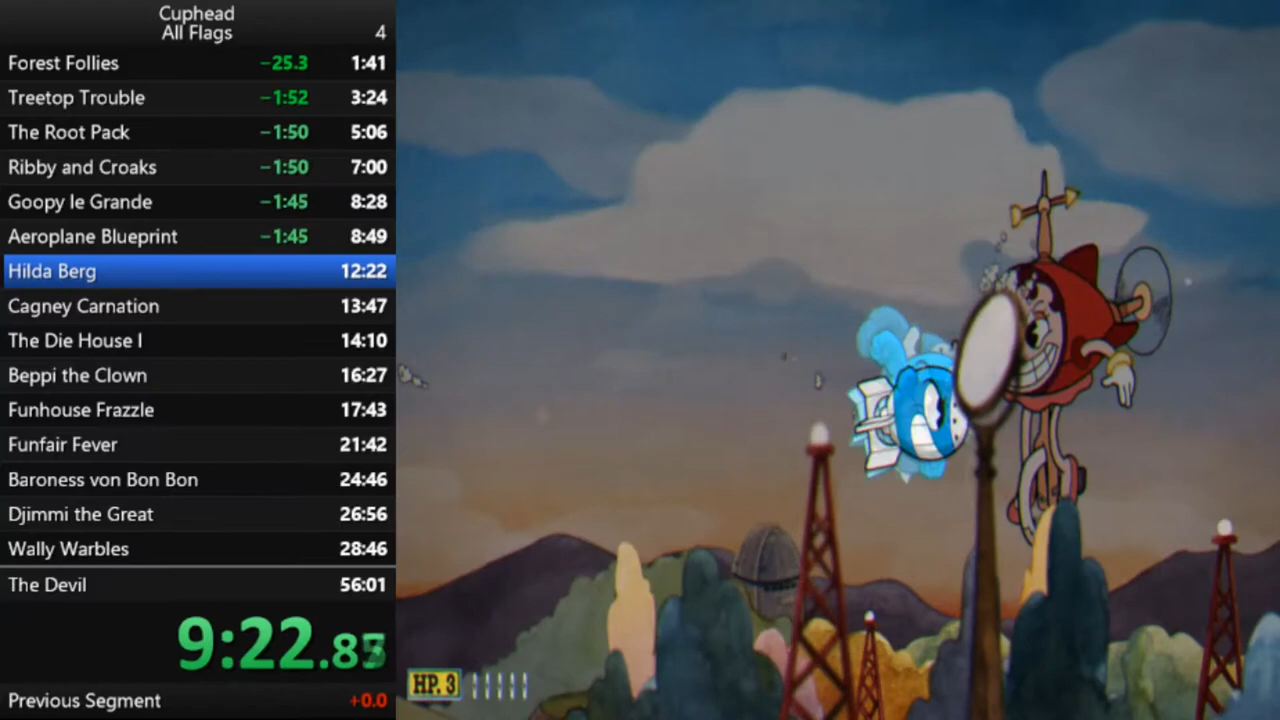 Cuphead
All Flags 4
Forest Follies −25.3 1:41
Treetop Trouble −1:52 3:24
The Root Pack −1:50 5:06
Ribby and Croaks −1:50 7:00
Goopy le Grande −1:45 8:28
Aeroplane Blueprint −1:45 8:49
Hilda Berg 12:22
Cagney Carnation 13:47
The Die House I 14:10
Beppi the Clown 16:27
Funhouse Frazzle 17:43
Funfair Fever 21:42
Baroness von Bon Bon 24:46
Djimmi the Great 26:56
Wally Warbles 28:46
The Devil 56:01
Previous Segment +0.0
HP. 3